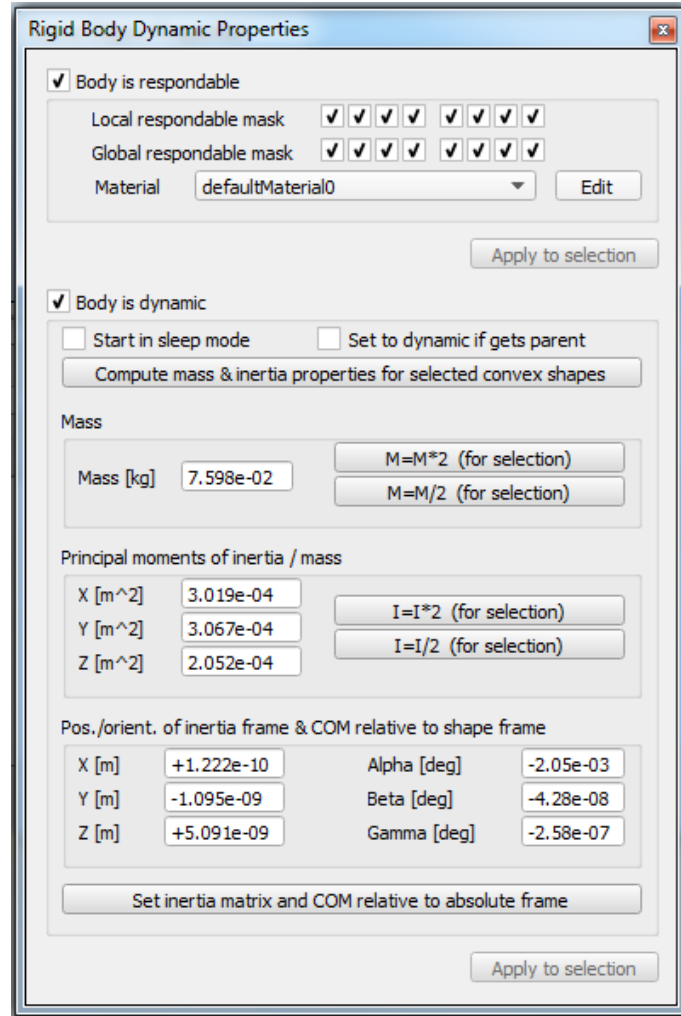 Rigid Body Dynamic Properties
Body is respondable
Local respondable mask
Global respondable mask
Material defaultMaterial0 Edit
Apply to selection
Body is dynamic
Start in sleep mode Set to dynamic if gets parent
Compute mass & inertia properties for selected convex shapes
Mass
Mass [kg] 7.598e-02
M=M*2 (for selection)
M=M/2 (for selection)
Principal moments of inertia / mass
X [m^2] 3.019e-04
Y [m^2] 3.067e-04
Z [m^2] 2.052e-04
I=I*2 (for selection)
I=I/2 (for selection)
Pos./orient. of inertia frame & COM relative to shape frame
X [m] +1.222e-10 Alpha [deg] -2.05e-03
Y [m] -1.095e-09 Beta [deg] -4.28e-08
Z [m] +5.091e-09 Gamma [deg] -2.58e-07
Set inertia matrix and COM relative to absolute frame
Apply to selection